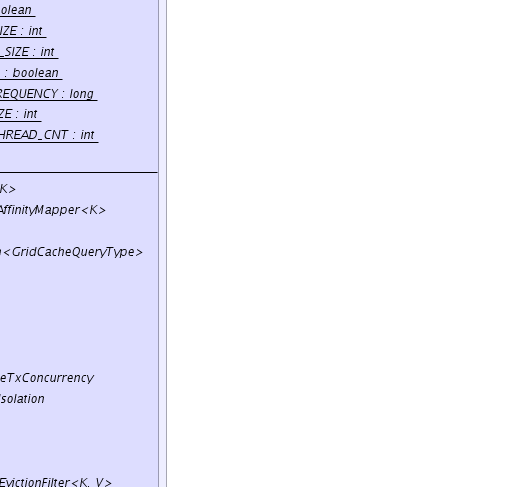 olean
IZE : int
_SIZE : int
: boolean
REQUENCY : long
ZE : int
HREAD_CNT : int
K>
AffinityMapper<K>
<GridCacheQueryType>
eTxConcurrency
solation
EvictionFilter<K, V>